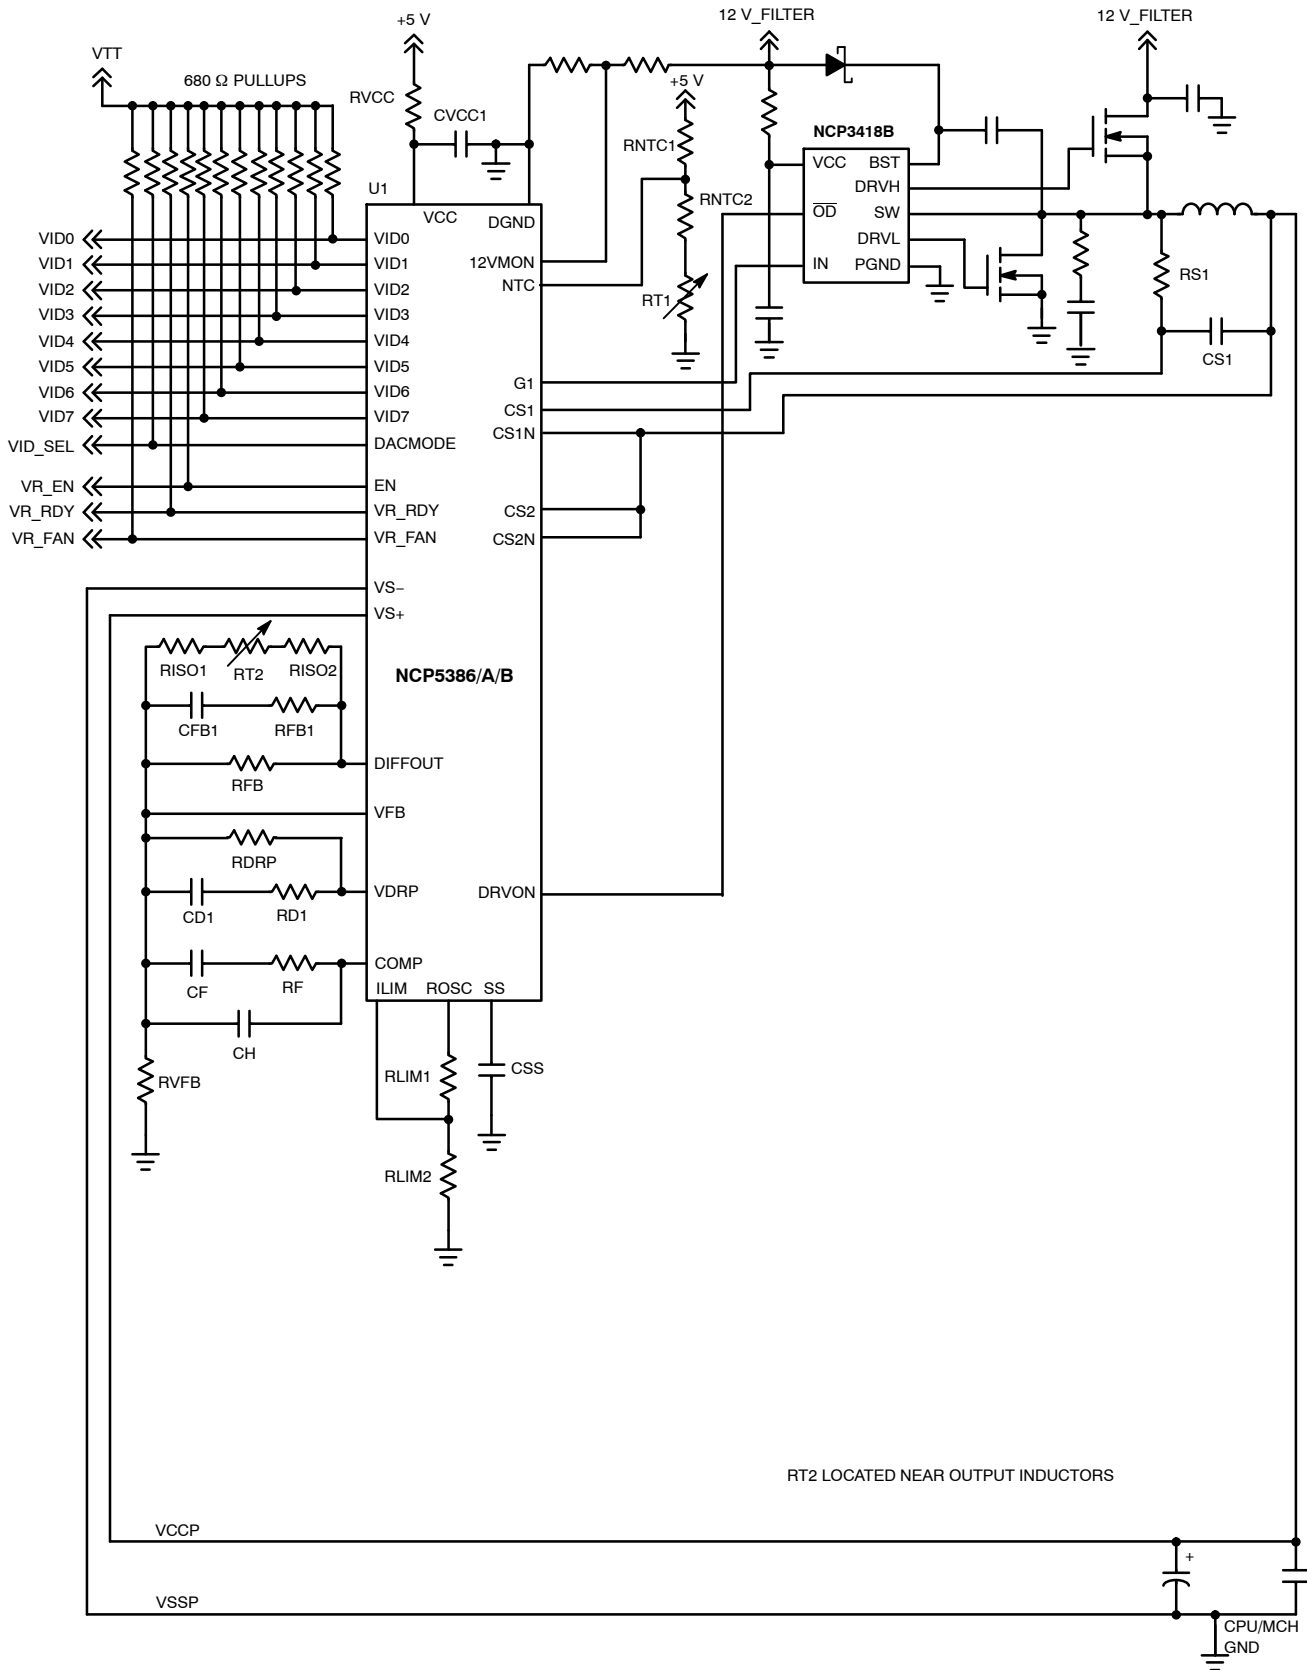 +5 V
12 V_FILTER
12 V_FILTER
VTT
680 Ω PULLUPS
RVCC
CVCC1
+5 V
RNTC1
RNTC2
RT1
NCP3418B
VCC
BST
DRVH
OD
SW
DRVL
IN
PGND
RS1
CS1
U1
VCC
DGND
VID0
VID0
VID1
VID1
12VMON
VID2
VID2
NTC
VID3
VID3
VID4
VID4
VID5
VID5
G1
VID6
VID6
CS1
VID7
VID7
CS1N
VID_SEL
DACMODE
VR_EN
EN
VR_RDY
VR_RDY
CS2
VR_FAN
VR_FAN
CS2N
VS–
VS+
RISO1
RT2
RISO2
NCP5386/A/B
CFB1
RFB1
DIFFOUT
RFB
VFB
RDRP
VDRP
DRVON
CD1
RD1
COMP
CF
RF
ILIM
ROSC
SS
CH
RVFB
RLIM1
CSS
RLIM2
RT2 LOCATED NEAR OUTPUT INDUCTORS
VCCP
+
VSSP
CPU/MCH
GND